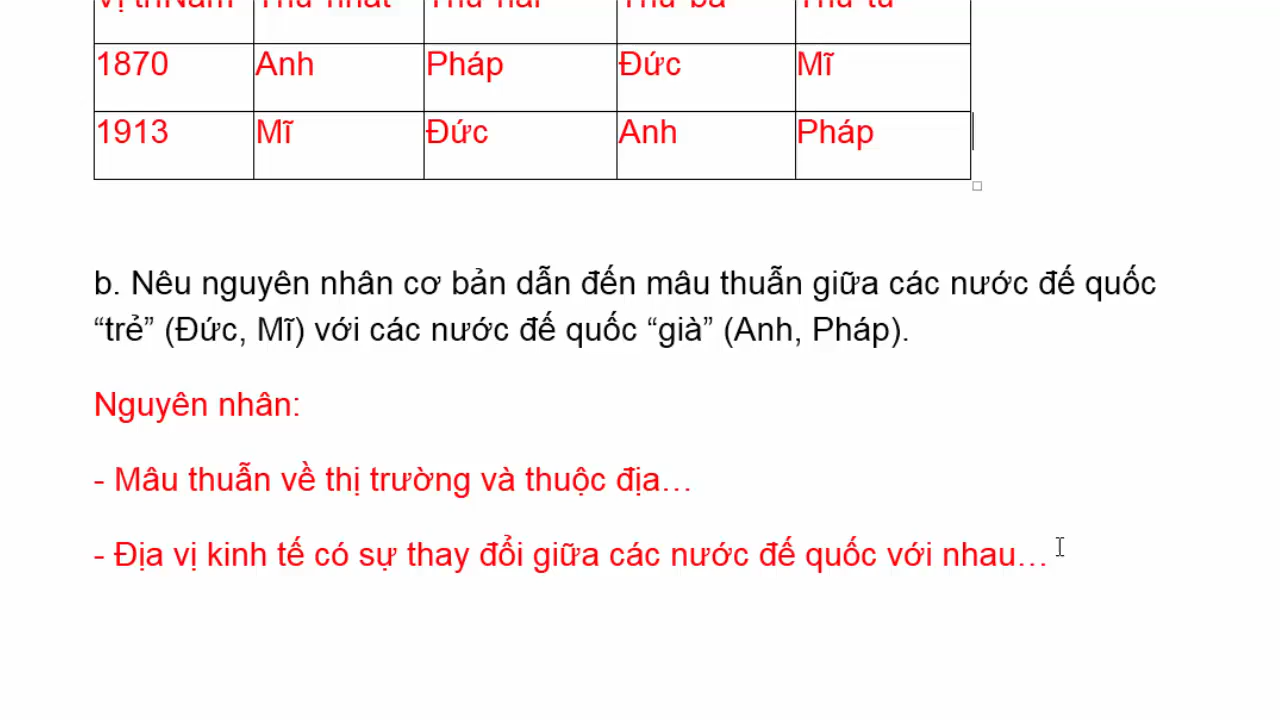 1870 Anh Pháp Đức Mĩ
1913 Mĩ Đức Anh Pháp
b. Nêu nguyên nhân cơ bản dẫn đến mâu thuẫn giữa các nước đế quốc
“trẻ” (Đức, Mĩ) với các nước đế quốc “già” (Anh, Pháp).
Nguyên nhân:
- Mâu thuẫn về thị trường và thuộc địa…
- Địa vị kinh tế có sự thay đổi giữa các nước đế quốc với nhau…